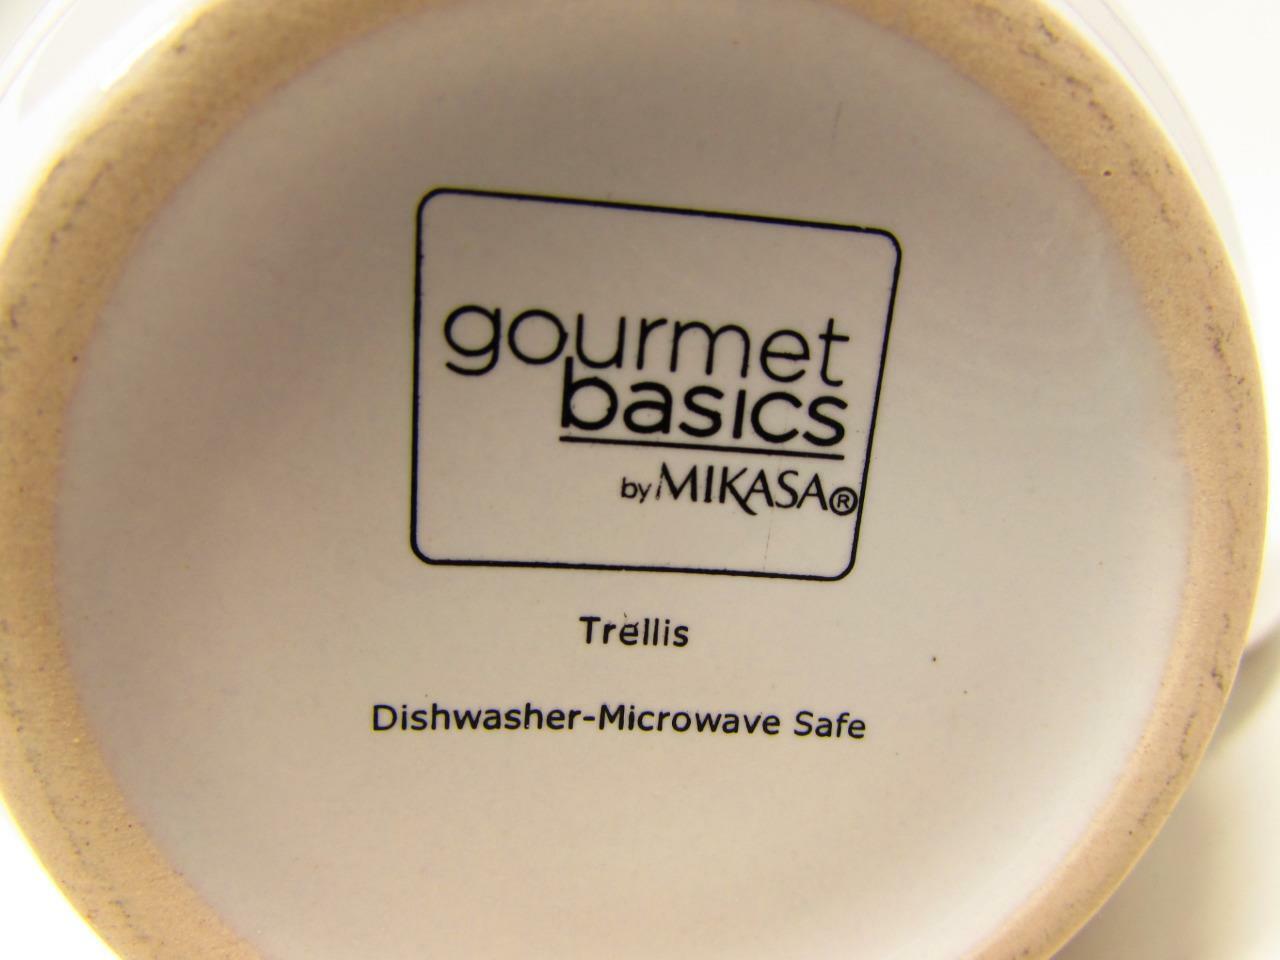 gourmet
basics
by MIKASA®
Trellis
Dishwasher-Microwave Safe